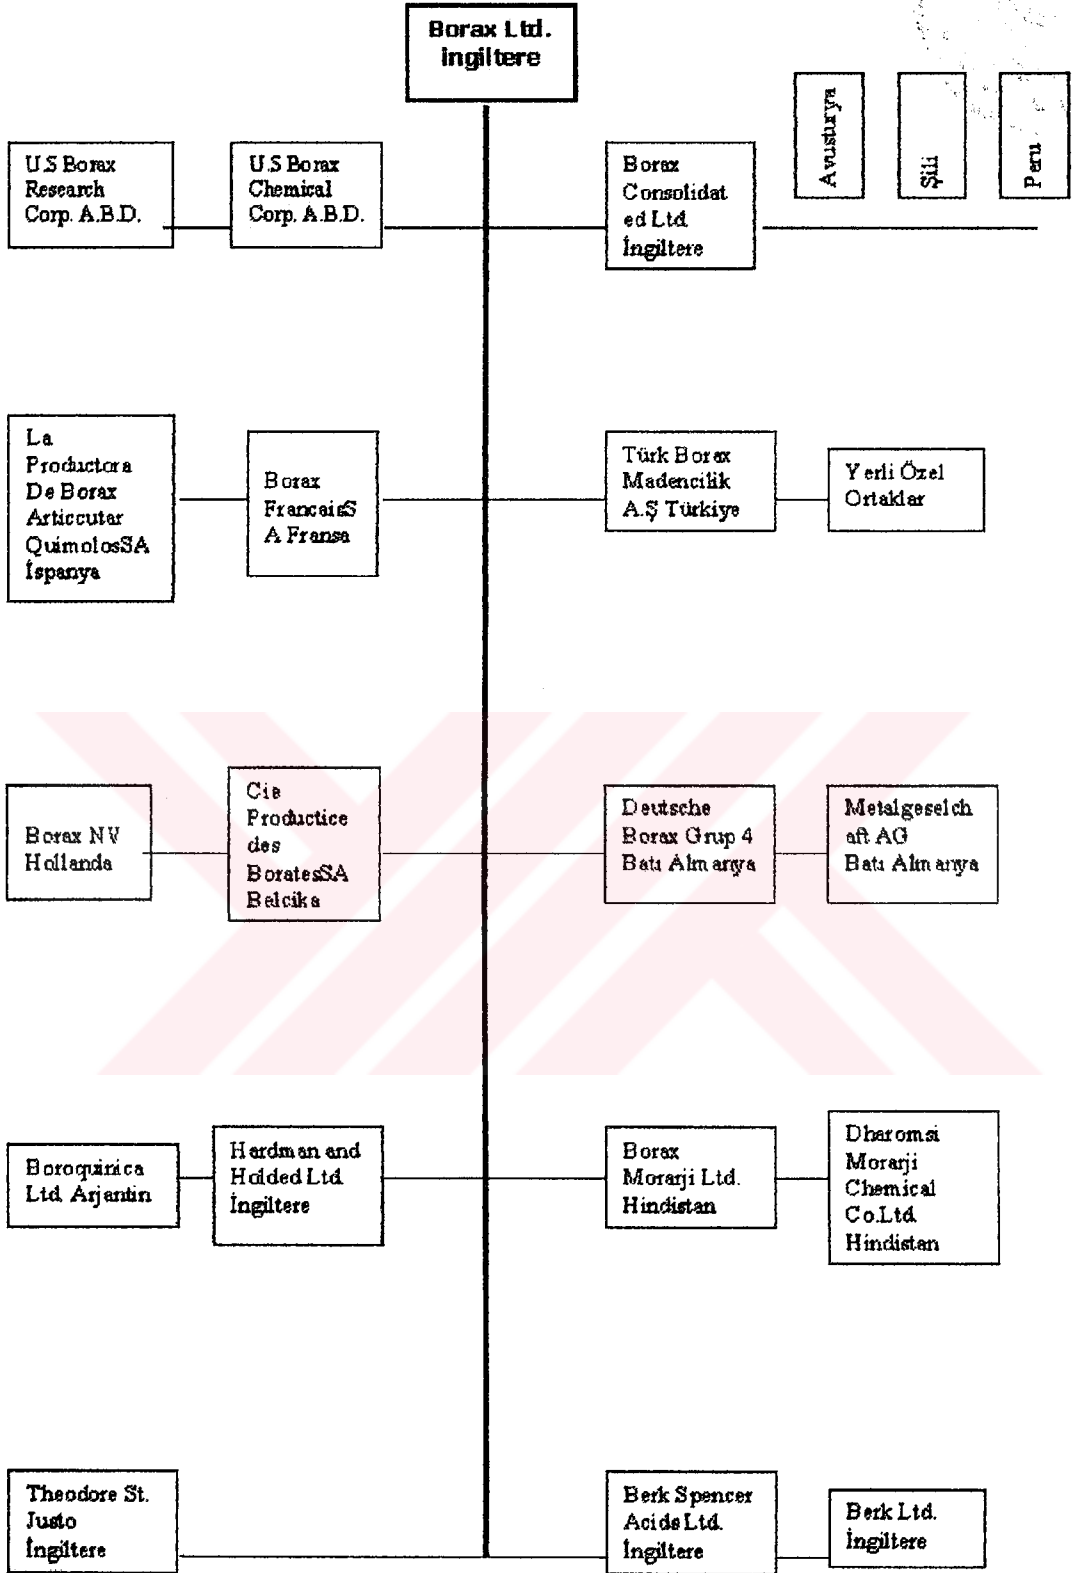 Borax Ltd.
İngiltere
U.S Borax
Research
Corp. A.B.D.
U.S Borax
Chemical
Corp. A.B.D.
Borax
Consolidat
ed Ltd.
İngiltere
Avusturya
Şili
Peru
La
Productora
De Borax
Articcutar
QuimolosSA
İspanya
Borax
FrancaisS
A Fransa
Türk Borax
Madencilik
A.Ş Türkiye
Yerli Özel
Ortaklar
Borax NV
Hollanda
Cie
Productice
des
BoratesSA
Belcika
Deutsche
Borax Grup 4
Batı Almanya
Metalgeselch
aft AG
Batı Almanya
Boroquinica
Ltd. Arjantin
Hardman and
Holded Ltd.
İngiltere
Borax
Morarji Ltd.
Hindistan
Dharomsi
Morarji
Chemical
Co.Ltd.
Hindistan
Theodore St.
Justo
İngiltere
Berk Spencer
Acids Ltd.
İngiltere
Berk Ltd.
İngiltere